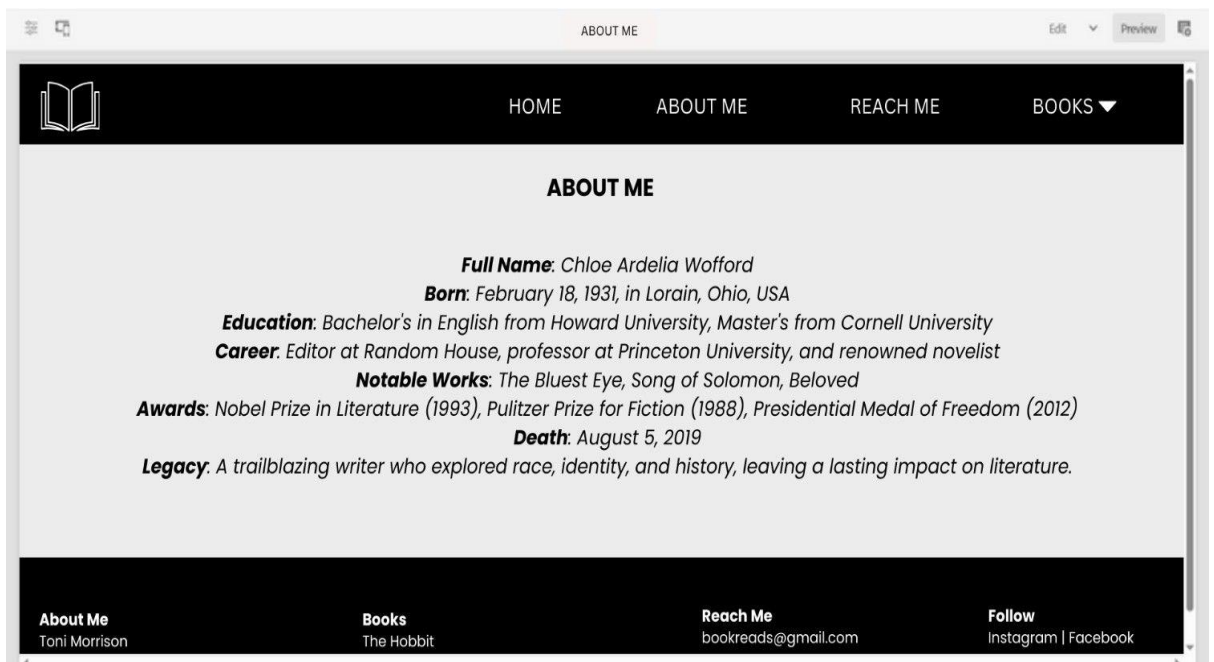 ABOUT ME
Edit
Preview
HOME
ABOUT ME
REACH ME
BOOKS
ABOUT ME
Full Name: Chloe Ardelia Wofford
Born: February 18, 1931, in Lorain, Ohio, USA
Education: Bachelor's in English from Howard University, Master's from Cornell University
Career: Editor at Random House, professor at Princeton University, and renowned novelist
Notable Works: The Bluest Eye, Song of Solomon, Beloved
Awards: Nobel Prize in Literature (1993), Pulitzer Prize for Fiction (1988), Presidential Medal of Freedom (2012)
Death: August 5, 2019
Legacy: A trailblazing writer who explored race, identity, and history, leaving a lasting impact on literature.
About Me
Toni Morrison
Books
The Hobbit
Reach Me
bookreads@gmail.com
Follow
Instagram | Facebook